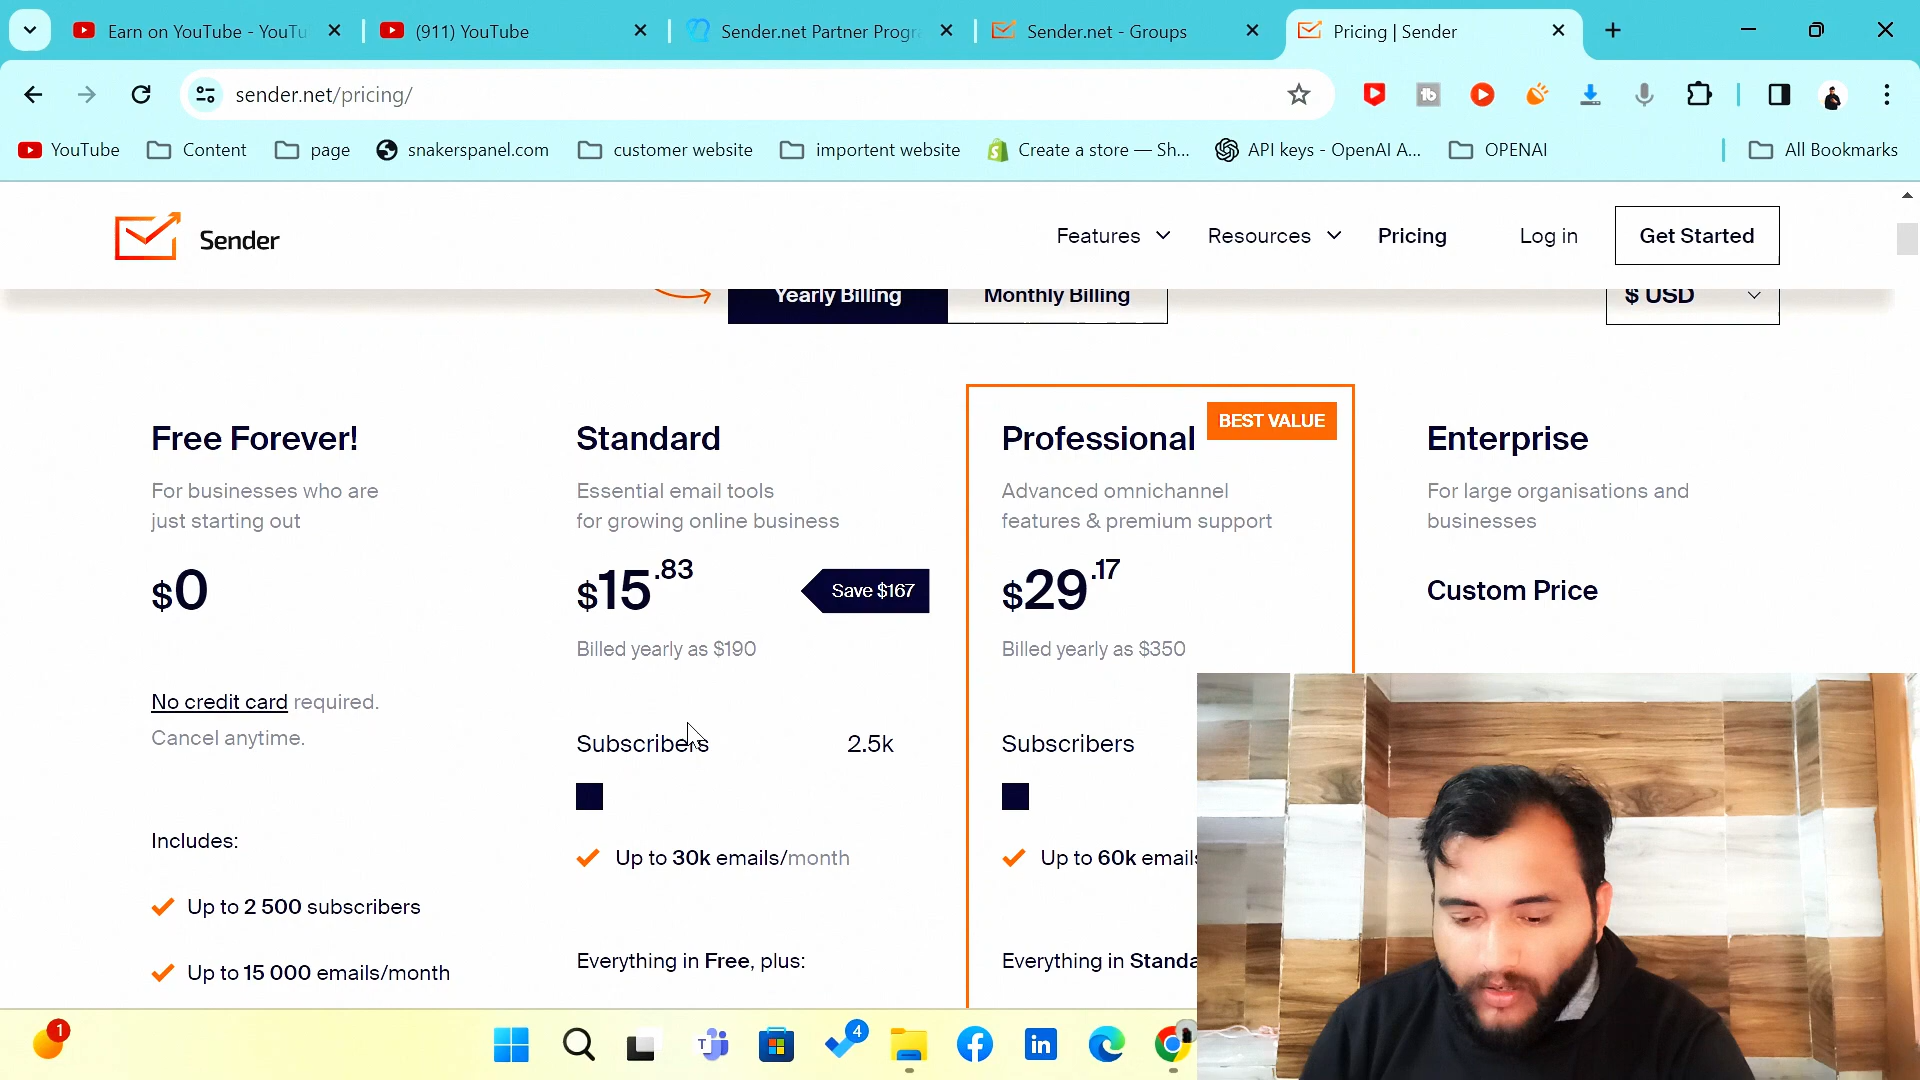 Earn on YouTube - YouTu
(911) YouTube
Sender.net Partner Progra
Sender.net - Groups
Pricing | Sender
sender.net/pricing/
YouTube
Content
page
snakerspanel.com
customer website
importent website
Create a store — Sh...
API keys - OpenAI A...
OPENAI
All Bookmarks
Sender
Features
Resources
Pricing
Log in
Get Started
Yearly Billing
Monthly Billing
$ USD
Free Forever!
For businesses who are
just starting out
$0
No credit card required.
Cancel anytime.
Includes:
Up to 2 500 subscribers
Up to 15 000 emails/month
Standard
Essential email tools
for growing online business
$15.83
Save $167
Billed yearly as $190
Subscribers 2.5k
Up to 30k emails/month
Everything in Free, plus:
Professional
BEST VALUE
Advanced omnichannel
features & premium support
$29.17
Billed yearly as $350
Subscribers
Up to 60k emails
Everything in Standa
Enterprise
For large organisations and
businesses
Custom Price
1
4